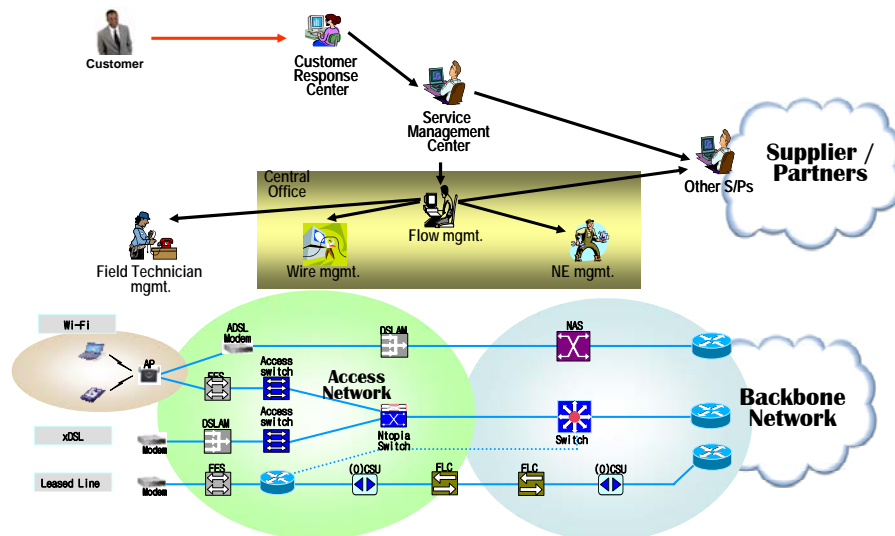 Customer
Customer
Response
Center
Service
Management
Center
Supplier /
Partners
Other S/Ps
Central
Office
Flow mgmt.
Field Technician
mgmt.
Wire mgmt.
NE mgmt.
Wi-Fi
ADSL
Modem
DSLAM
NAS
AP
FES
Access
switch
Access
Network
Backbone
Network
xDSL
Modem
DSLAM
Access
switch
Ntopia
Switch
Switch
Leased Line
Modem
FES
(O)CSU
FLC
FLC
(O)CSU